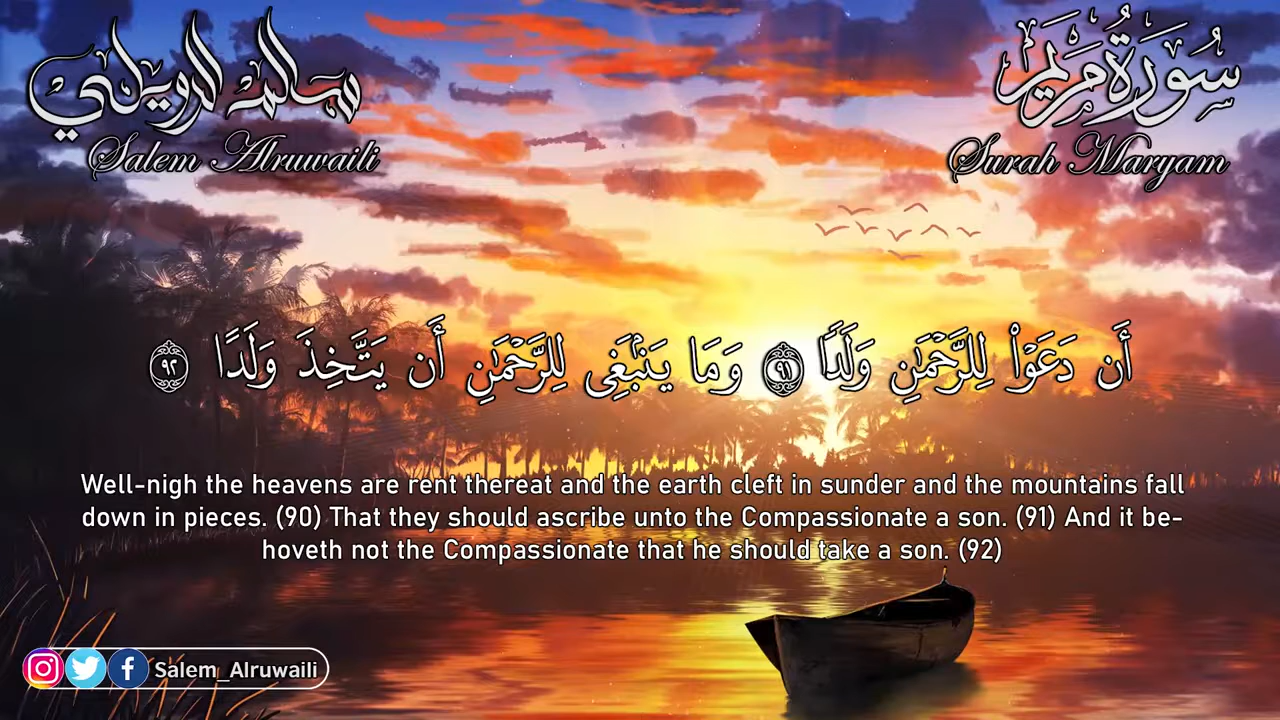 سالم الرويلي
Salem Alruwaili
سورة مريم
Surah Maryam
أَن دَعَوْا۟ لِلرَّحْمَٰنِ وَلَدًا ٩١ وَمَا يَنۢبَغِى لِلرَّحْمَٰنِ أَن يَتَّخِذَ وَلَدًا ٩٢
Well-nigh the heavens are rent thereat and the earth cleft in sunder and the mountains fall
down in pieces. (90) That they should ascribe unto the Compassionate a son. (91) And it be-
hoveth not the Compassionate that he should take a son. (92)
Salem_Alruwaili